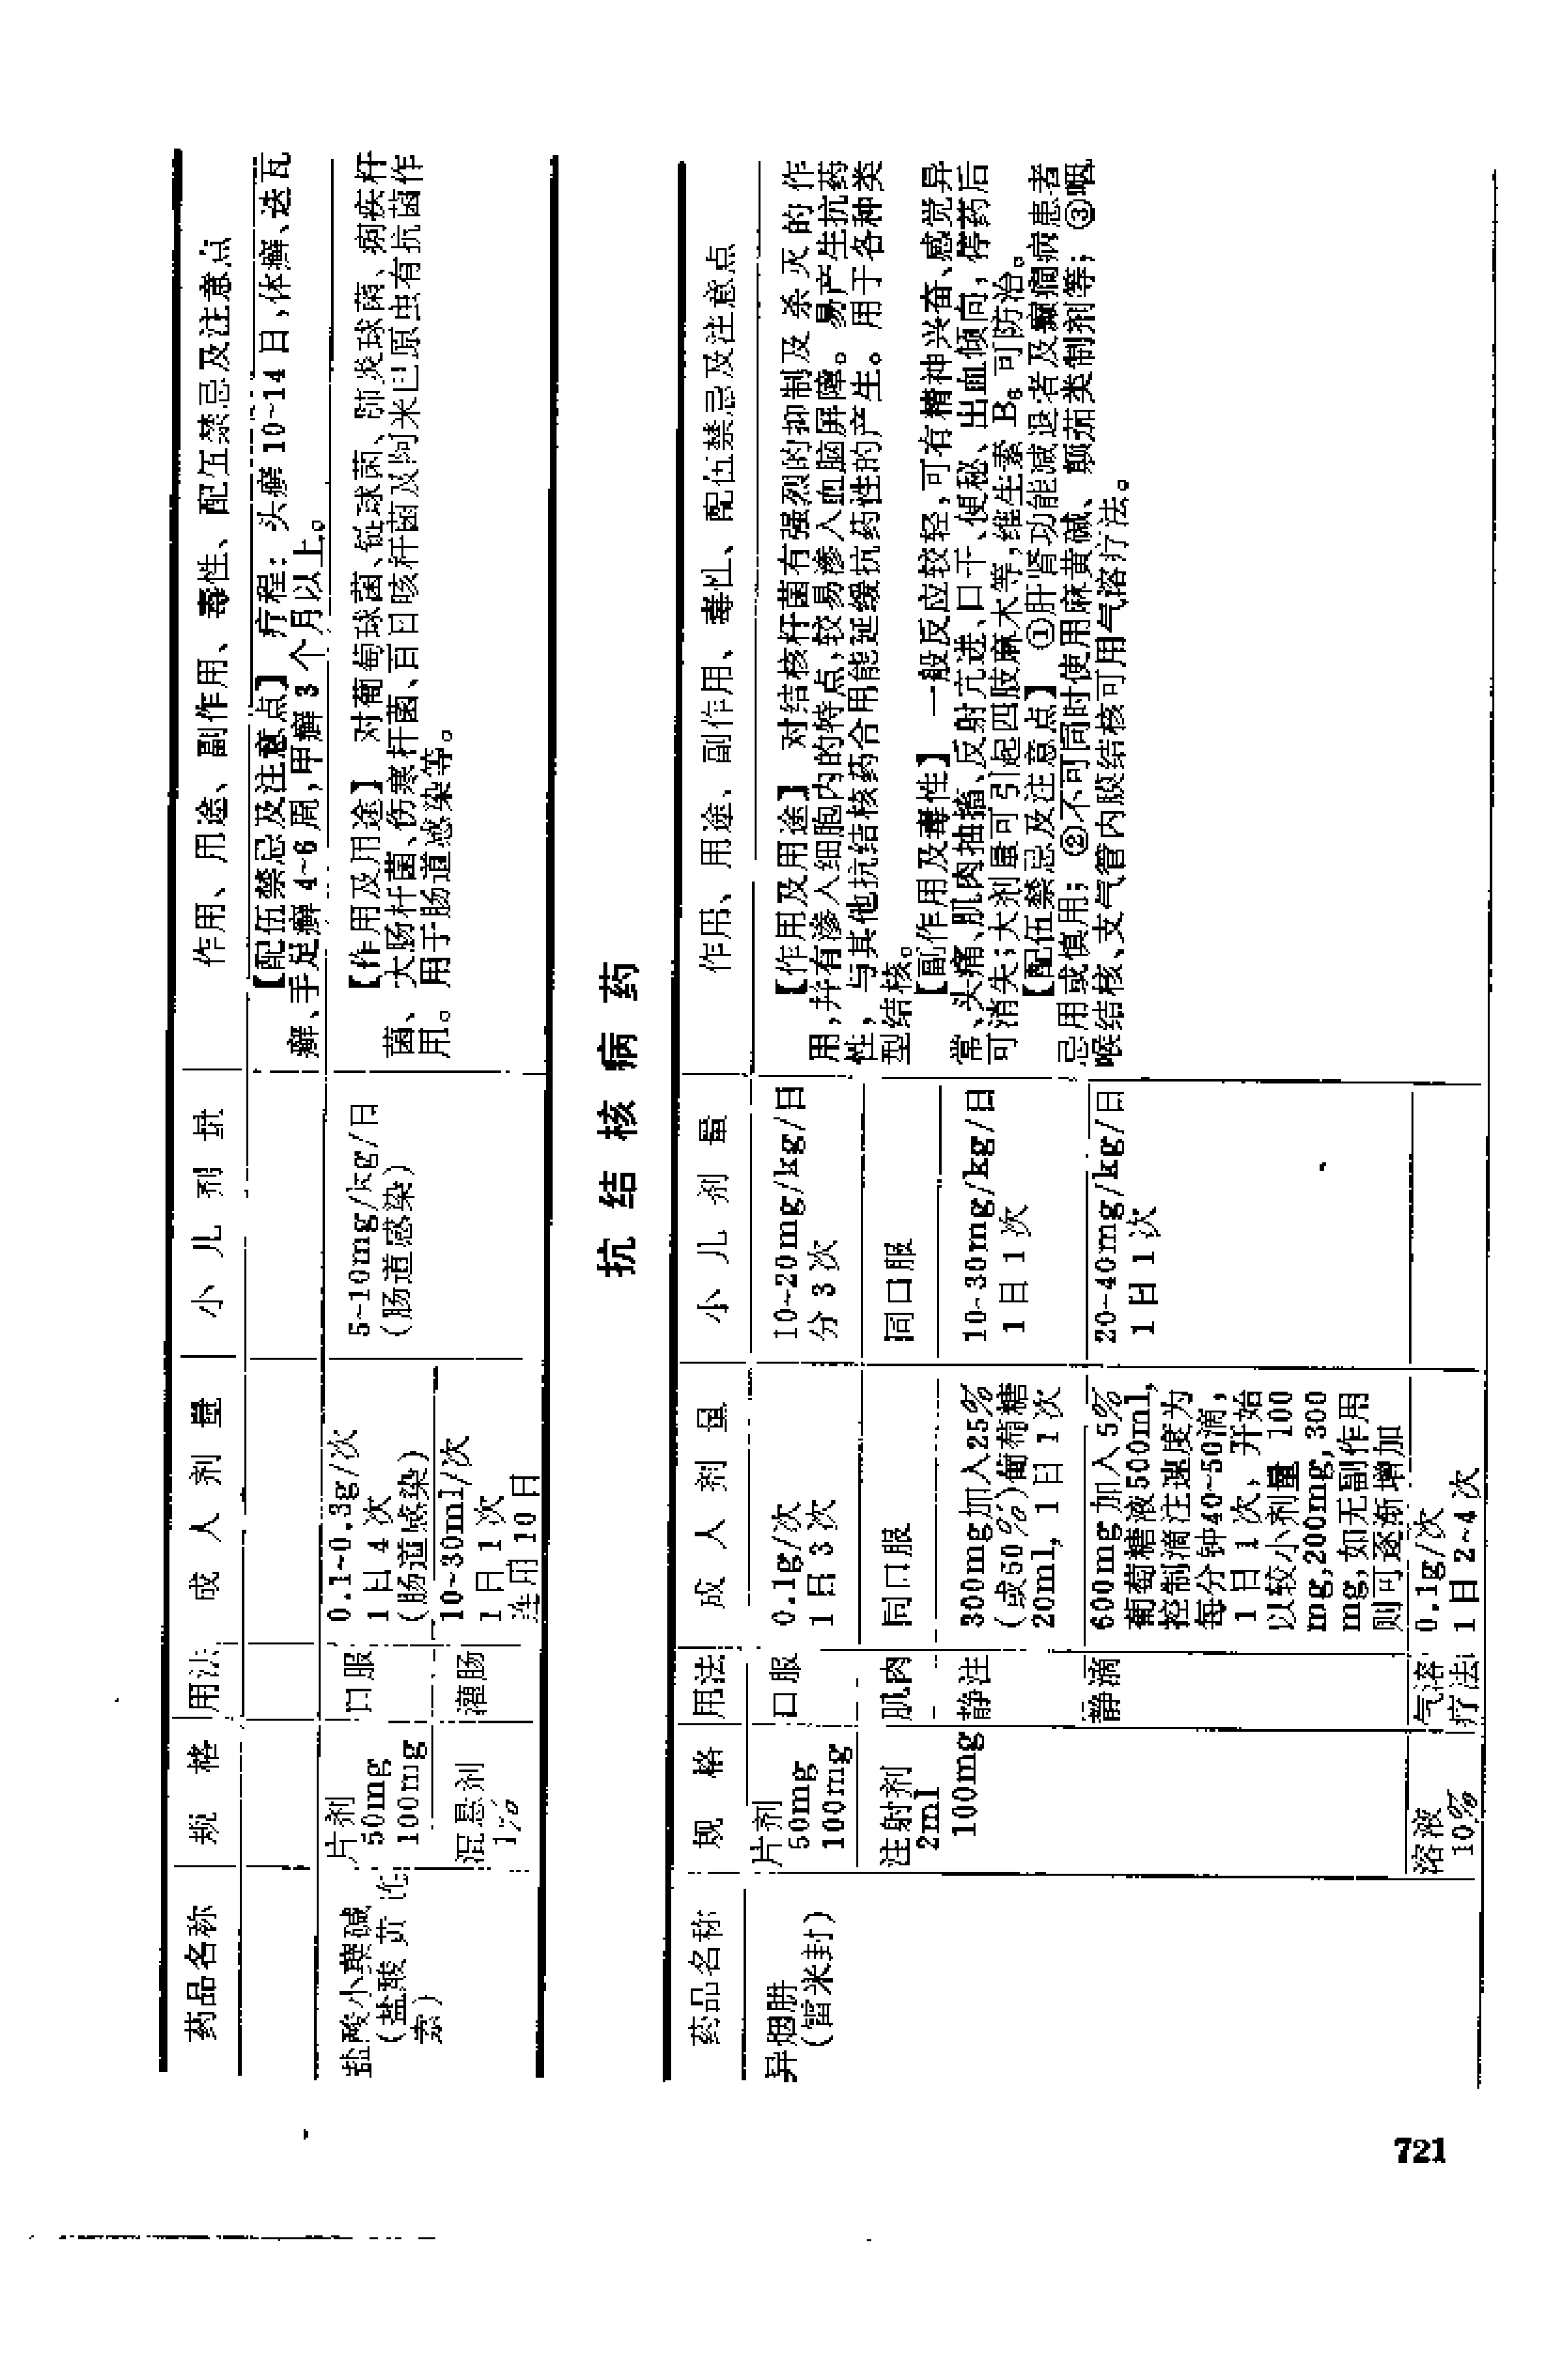 药品名称 规格 用法 成人剂量 小儿剂量 作用、用途、副作用、毒性、配伍禁忌及注意点
【配伍禁忌及注意点】 疗程：头癣10~14日,体癣、迭瓦
癣、手足癣4~6周,甲癣3个月以上。
盐酸小檗碱
(盐酸黄连
素)
片剂
50mg
100mg
口服
0.1~0.3g/次
1日4次
(肠道感染)
5~10mg/kg/日
(肠道感染)
混悬剂
1%
灌肠
10~30ml/次
1日1次
连用10日
【作用及用途】 对葡萄球菌、链球菌、肺炎球菌、痢疾杆
菌、大肠杆菌、伤寒杆菌、百日咳杆菌及阿米巴原虫有抗菌作
用。用于肠道感染等。
抗结核病药
药品名称 规格 用法 成人剂量 小儿剂量 作用、用途、副作用、毒性、配伍禁忌及注意点
异烟肼
(雷米封)
片剂
50mg
100mg
口服
0.1g/次
1日3次
10~20mg/kg/日
分3次
注射剂
2ml
100mg
肌肉
同口服
同口服
静注
300mg加入25%
(或50%)葡萄糖
20ml, 1日1次
10~30mg/kg/日
1日1次
静滴
600mg加入5%
葡萄糖液500ml,
控制滴注速度为
每分钟40~50滴,
1日1次, 开始
以较小剂量 100
mg,200mg,300
mg,如无副作用
则可逐渐增加
20~40mg/kg/日
1日1次
溶液
10%
气溶
疗法
0.1g/次
1日2~4次
【作用及用途】 对结核杆菌有强烈的抑制及杀灭的作
用,并有渗入细胞内的特点,较易渗入血脑屏障。易产生抗药
性, 与其他抗结核药合用能延缓抗药性的产生。用于各种类
型结核。
【副作用及毒性】 一般反应较轻,可有精神兴奋、感觉异
常、头痛、肌肉抽搐、反射亢进、口干、便秘、出血倾向,停药后
可消失;大剂量可引起四肢麻木等,维生素B₆可防治。
【配伍禁忌及注意点】 ①肝肾功能减退者及癫痫病患者
忌用或慎用; ②不可同时使用麻黄碱、颠茄类制剂等; ③咽
喉结核、支气管内膜结核可用气溶疗法。
721